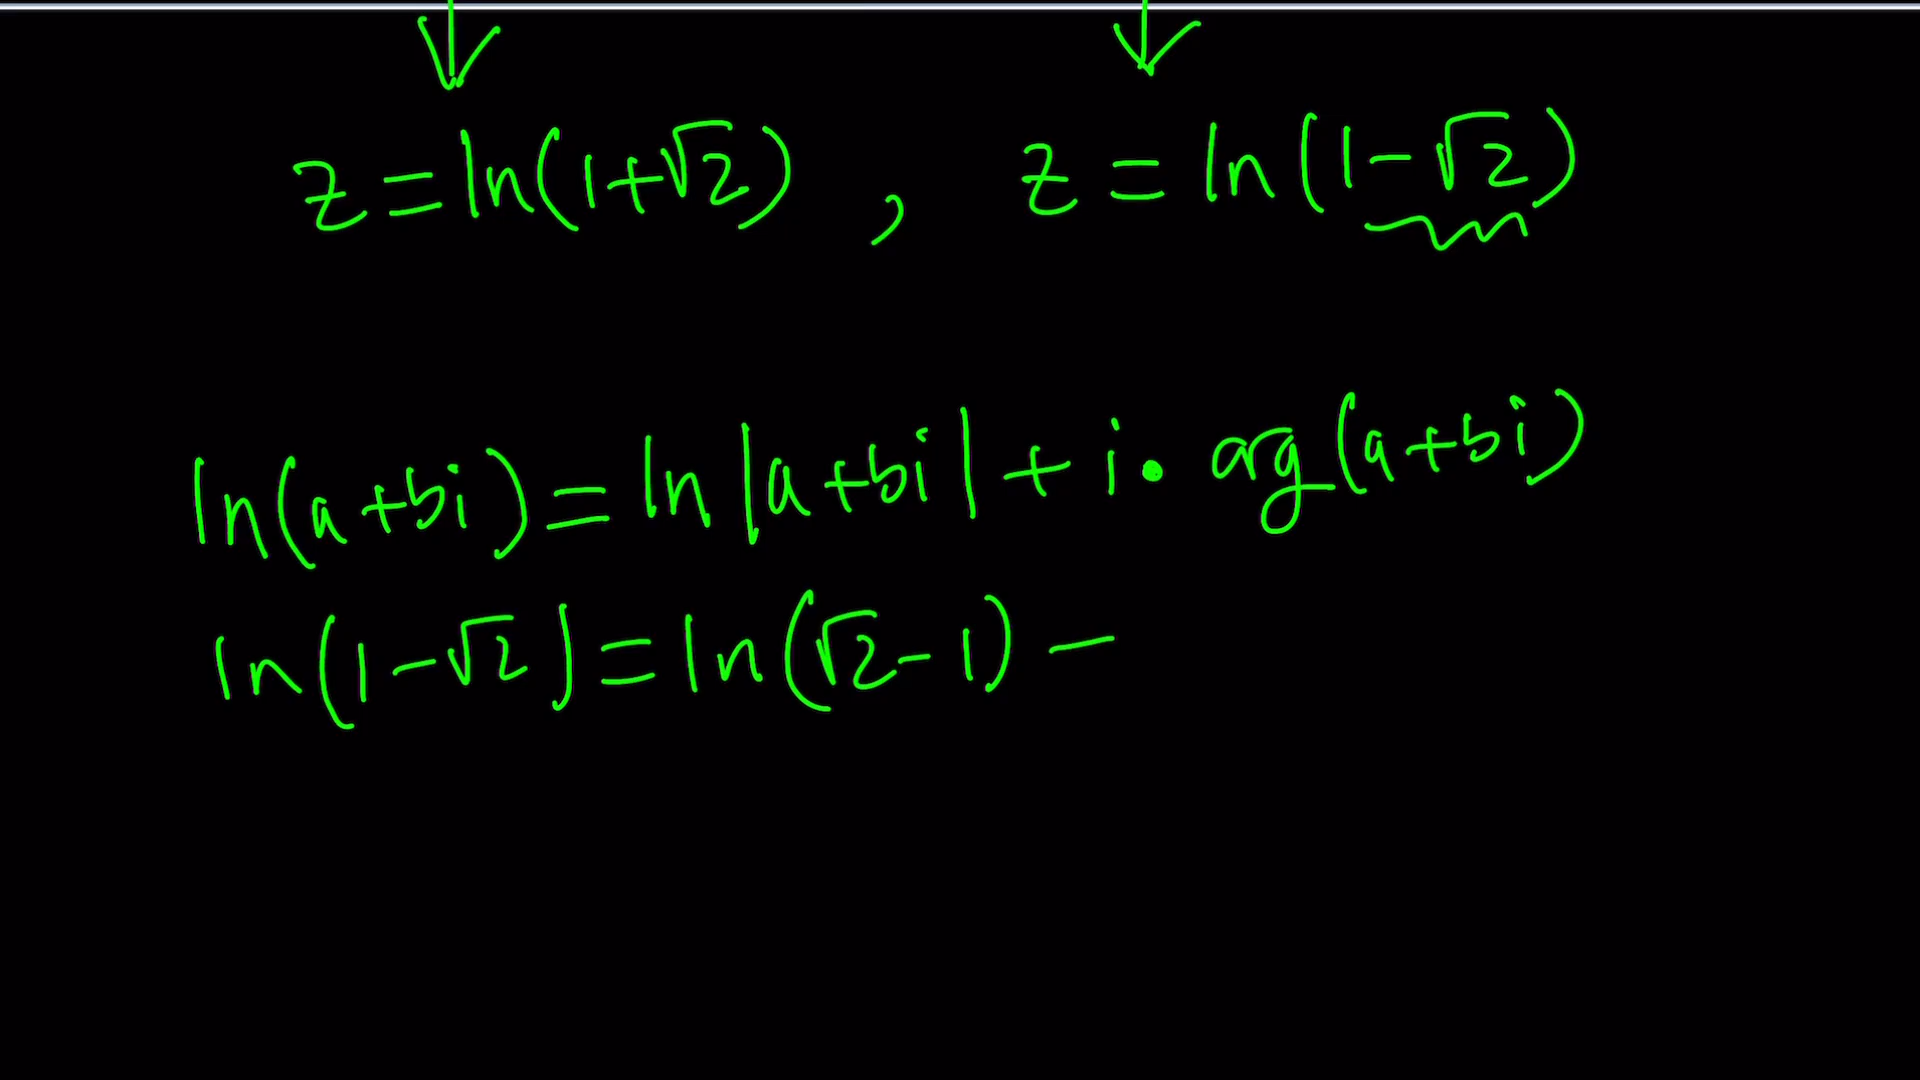 z = ln(1+√2) , z = ln(1-√2)
ln(a+bi) = ln|a+bi| + i • arg(a+bi)
ln(1-√2) = ln(√2-1) −